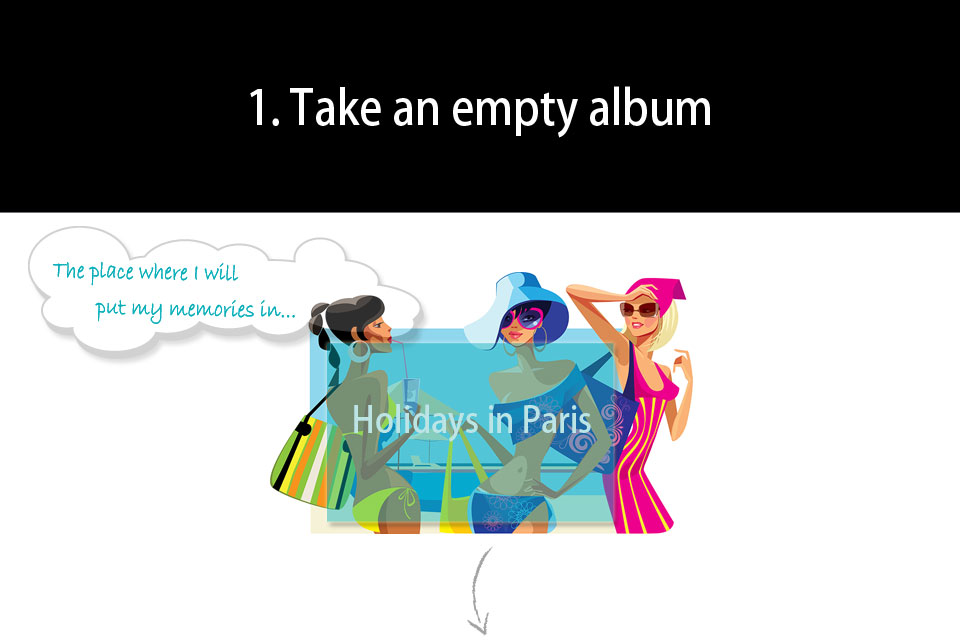 1. Take an empty album
The place where I will
put my memories in...
Holidays in Paris